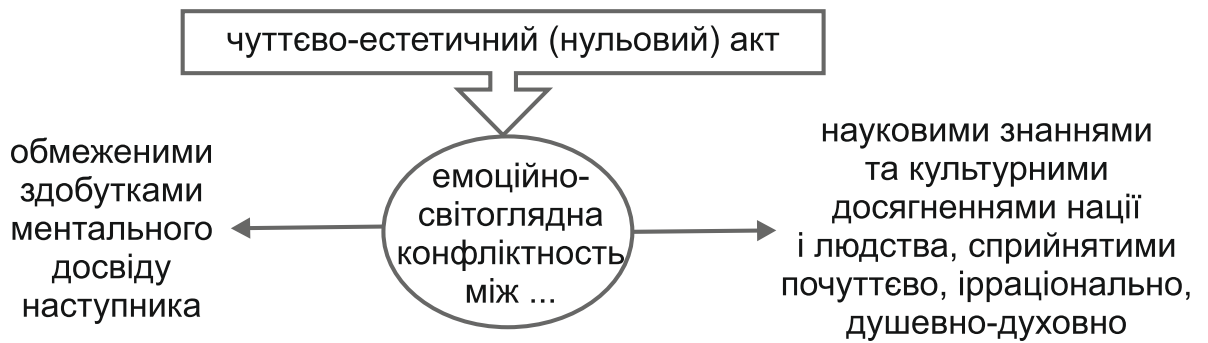 чуттєво-естетичний (нульовий) акт
обмеженими
здобутками
ментального
досвіду
наступника
емоційно-
світоглядна
конфліктность
між ...
науковими знаннями
та культурними
досягненнями нації
і людства, сприйнятими
почуттєво, ірраціонально,
душевно-духовно